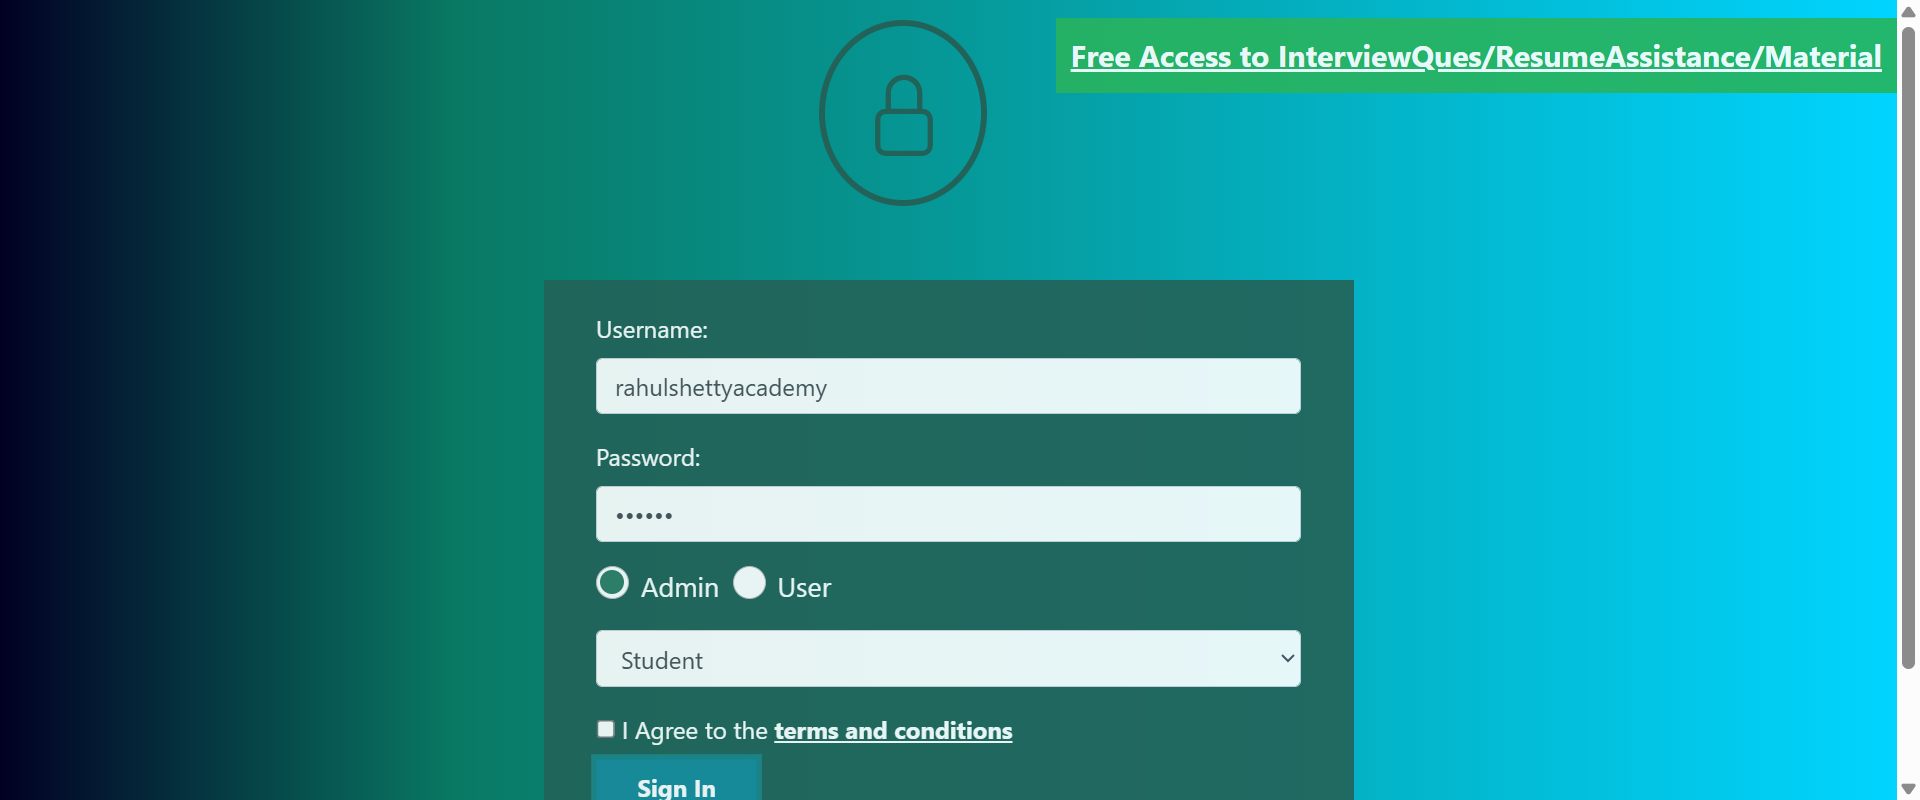 Free Access to InterviewQues/ResumeAssistance/Material
Username:
rahulshettyacademy
Password:
••••••
Admin User
Student
I Agree to the terms and conditions
Sign In